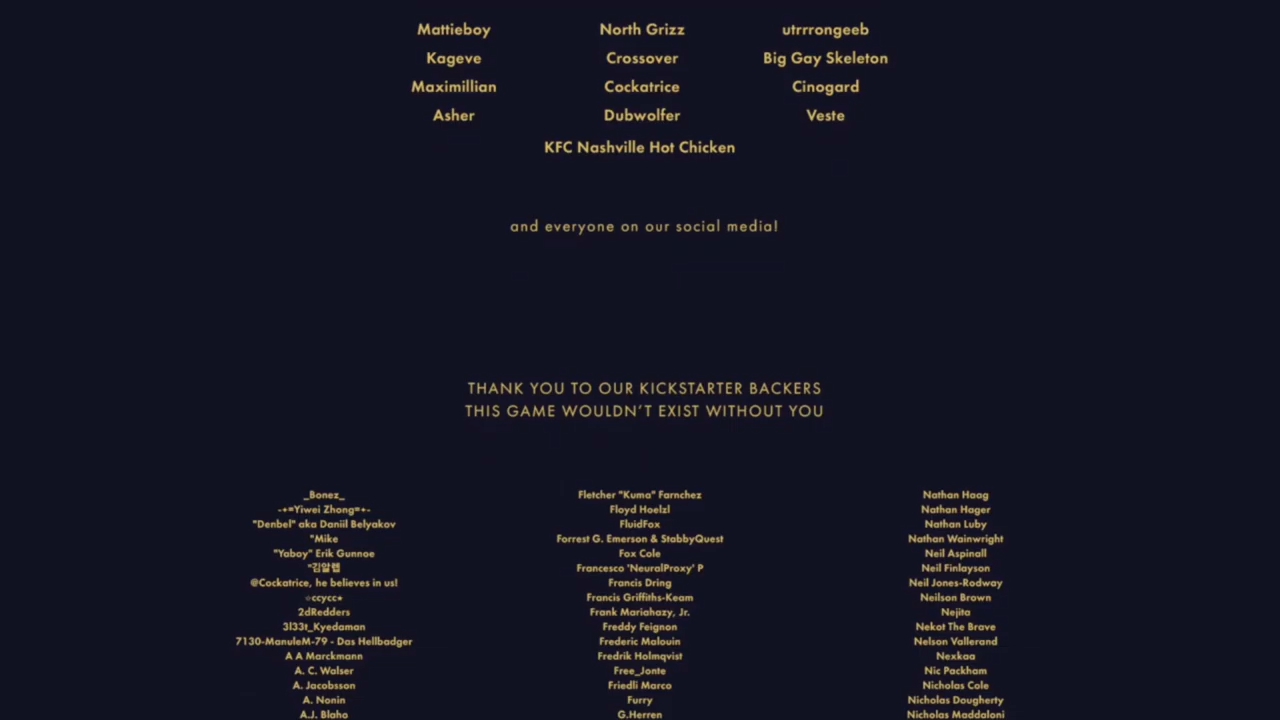 Mattieboy North Grizz utrrrongeeb
Kageve Crossover Big Gay Skeleton
Maximillian Cockatrice Cinogard
Asher Dubwolfer Veste
KFC Nashville Hot Chicken
and everyone on our social media!
THANK YOU TO OUR KICKSTARTER BACKERS
THIS GAME WOULDN'T EXIST WITHOUT YOU
_Bonez_ Fletcher "Kuma" Farnchez Nathan Haag
-+=Yiwei Zhong=+- Floyd Hoelzl Nathan Hager
"Denbel" aka Daniil Belyakov FluidFox Nathan Luby
"Mike Forrest G. Emerson & StabbyQuest Nathan Wainwright
"Yaboy" Erik Gunnoe Fox Cole Neil Aspinall
"김알렙 Francesco 'NeuralProxy' P Neil Finlayson
@Cockatrice, he believes in us! Francis Dring Neil Jones-Rodway
☆ccycc★ Francis Griffiths-Keam Neilson Brown
2dRedders Frank Mariahazy, Jr. Nejita
3l33t_Kyedaman Freddy Feignon Nekot The Brave
7130-ManuleM-79 - Das Hellbadger Frederic Malouin Nelson Vallerand
A A Marckmann Fredrik Holmqvist Nexkaa
A. C. Walser Free_Jonte Nic Packham
A. Jacobsson Friedli Marco Nicholas Cole
A. Nonin Furry Nicholas Dougherty
A.J. Blaho G.Herren Nicholas Maddaloni